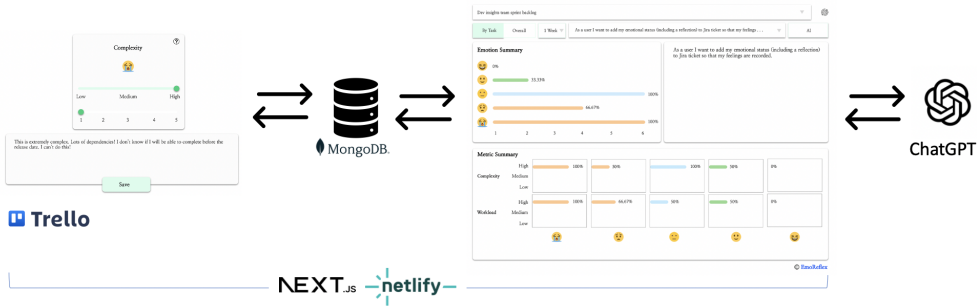 Complexity
?
Low Medium High
1 2 3 4 5
This is extremely complex. Lots of dependencies! I don't know if I will be able to complete before the
release date. I can't do this!
Save
Trello
MongoDB.
Dev insights team sprint backlog
By Task Overall 1 Week As a user I want to add my emotional status (including a reflection) to Jira ticket so that my feelings . . . All
Emotion Summary
0%
33.33%
100%
66.67%
100%
1 2 3 4 5 6
As a user I want to add my emotional status (including a reflection)
to Jira ticket so that my feelings are recorded.
Metric Summary
High 100% 50% 100% 50% 0%
Complexity Medium
Low
High 100% 66.67% 50% 50% 0%
Workload Medium
Low
© EmoReflex
ChatGPT
NEXT.JS netlify